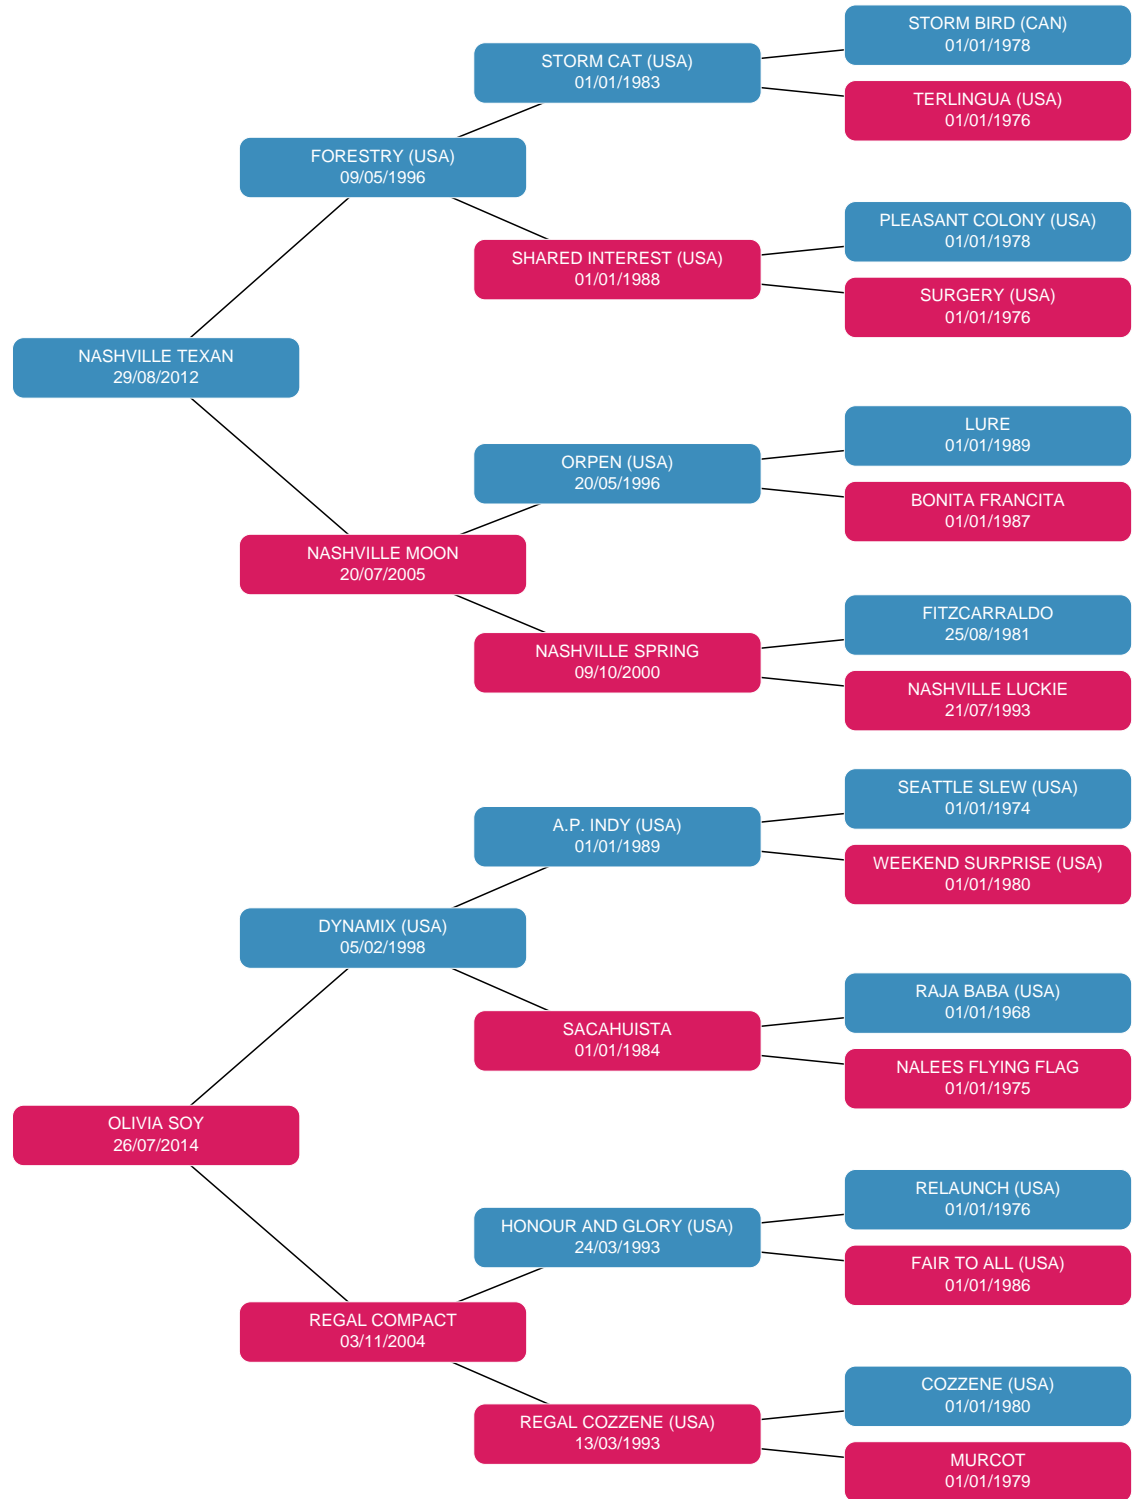 STORM BIRD (CAN)
01/01/1978
STORM CAT (USA)
01/01/1983
TERLINGUA (USA)
01/01/1976
FORESTRY (USA)
09/05/1996
PLEASANT COLONY (USA)
01/01/1978
SHARED INTEREST (USA)
01/01/1988
SURGERY (USA)
01/01/1976
NASHVILLE TEXAN
29/08/2012
LURE
01/01/1989
ORPEN (USA)
20/05/1996
BONITA FRANCITA
01/01/1987
NASHVILLE MOON
20/07/2005
FITZCARRALDO
25/08/1981
NASHVILLE SPRING
09/10/2000
NASHVILLE LUCKIE
21/07/1993
SEATTLE SLEW (USA)
01/01/1974
A.P. INDY (USA)
01/01/1989
WEEKEND SURPRISE (USA)
01/01/1980
DYNAMIX (USA)
05/02/1998
RAJA BABA (USA)
01/01/1968
SACAHUISTA
01/01/1984
NALEES FLYING FLAG
01/01/1975
OLIVIA SOY
26/07/2014
RELAUNCH (USA)
01/01/1976
HONOUR AND GLORY (USA)
24/03/1993
FAIR TO ALL (USA)
01/01/1986
REGAL COMPACT
03/11/2004
COZZENE (USA)
01/01/1980
REGAL COZZENE (USA)
13/03/1993
MURCOT
01/01/1979